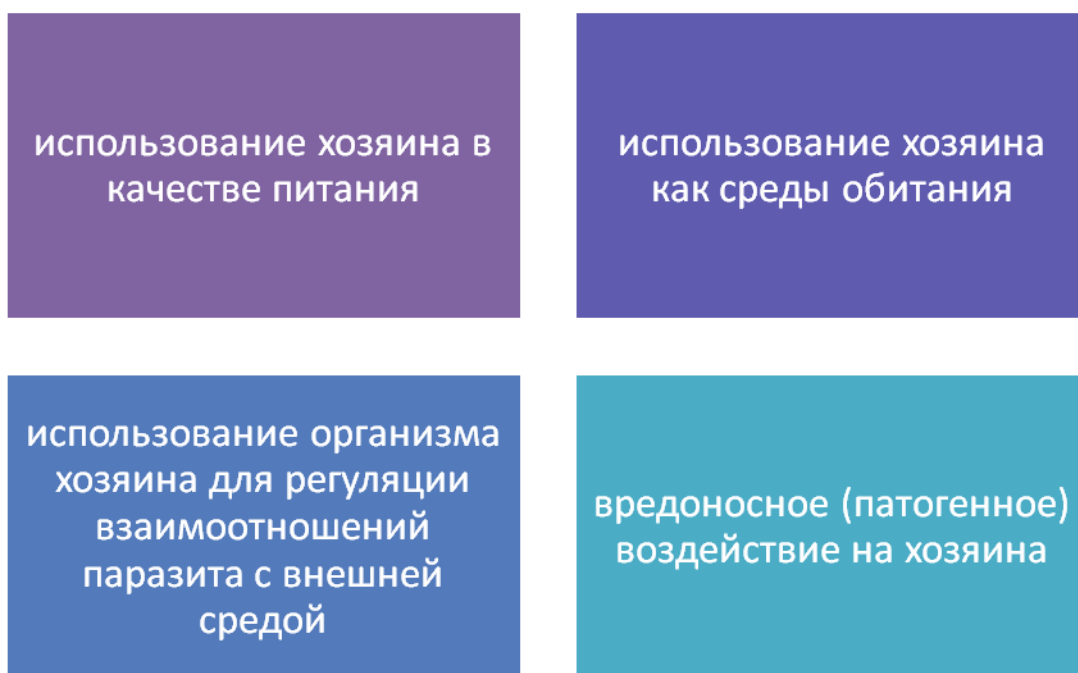 использование хозяина в
качестве питания
использование хозяина
как среды обитания
использование организма
хозяина для регуляции
взаимоотношений
паразита с внешней
средой
вредоносное (патогенное)
воздействие на хозяина